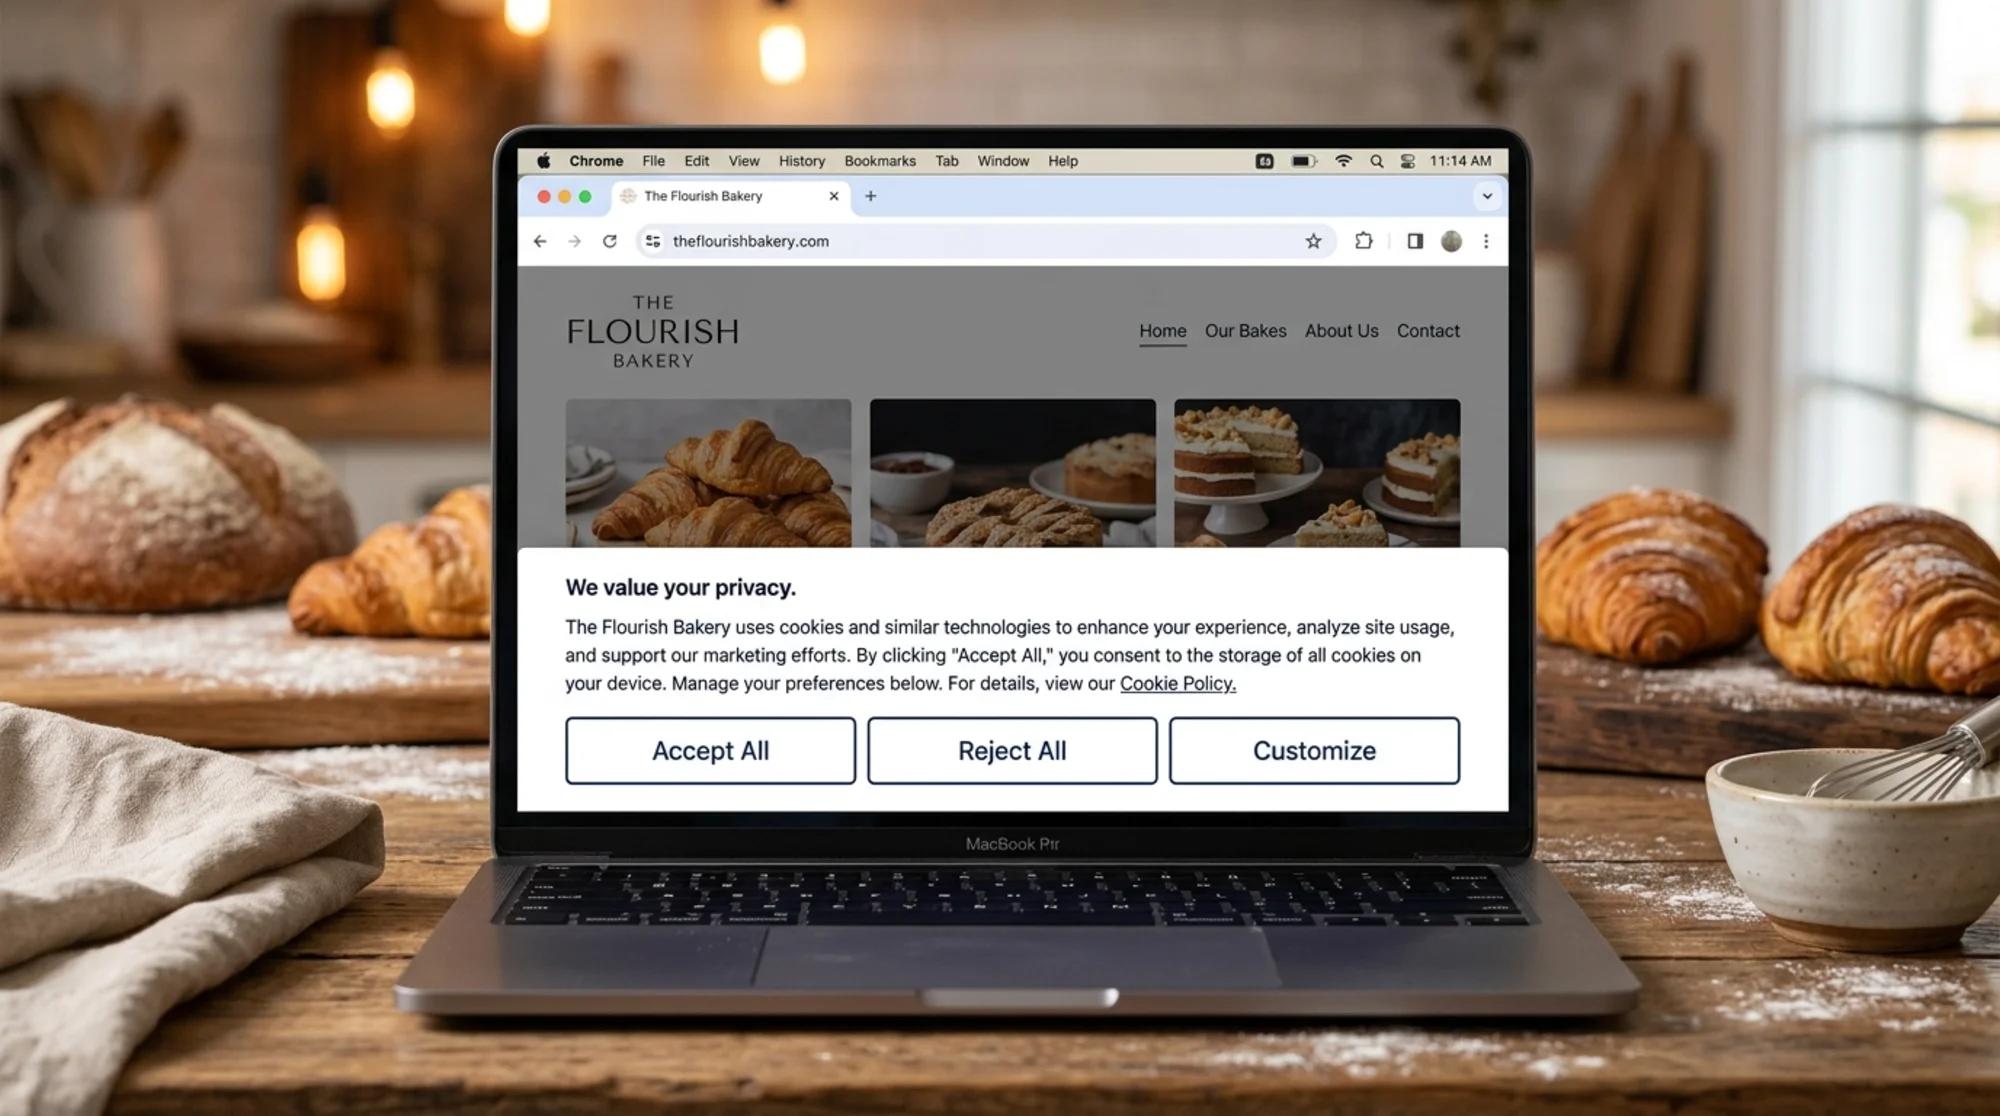 Chrome FIle Edit View History Bookmarks Tab Window Help 11:14 AM
The Flourish Bakery
theflourishbakery.com
THE
FLOURISH
BAKERY
Home Our Bakes About Us Contact
We value your privacy.
The Flourish Bakery uses cookies and similar technologies to enhance your experience, analyze site usage,
and support our marketing efforts. By clicking "Accept All," you consent to the storage of all cookies on
your device. Manage your preferences below. For details, view our Cookie Policy.
Accept All Reject All Customize
MacBook